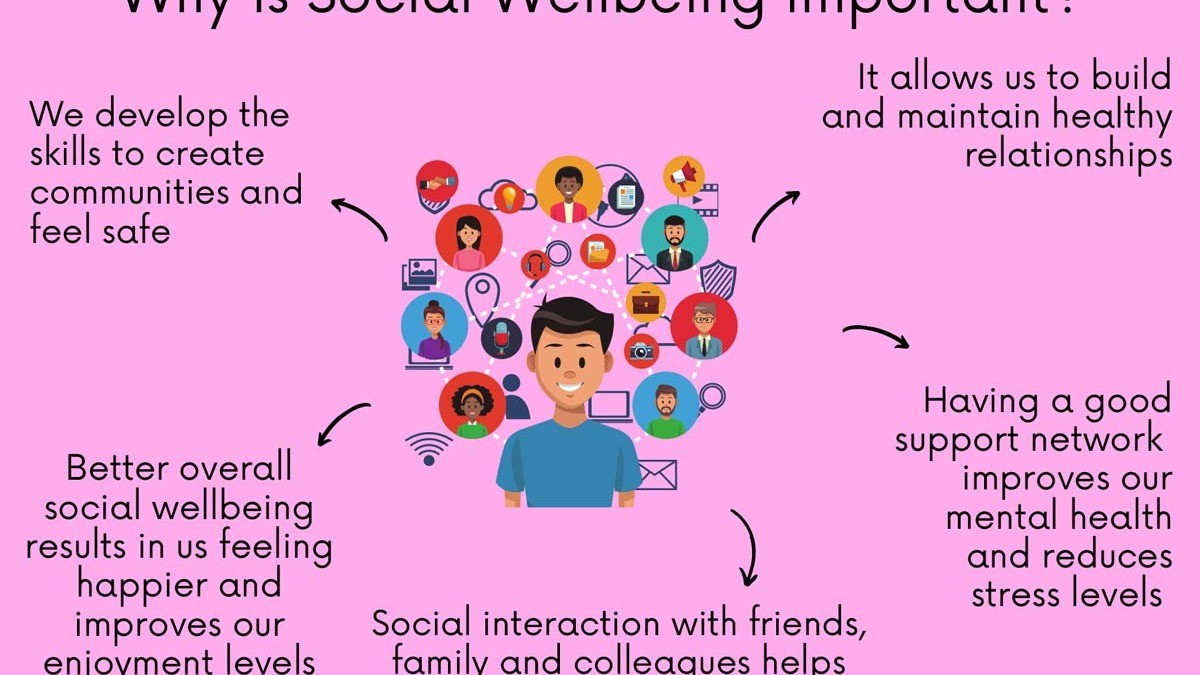 Why is Social Wellbeing Important?
We develop the
skills to create
communities and
feel safe
It allows us to build
and maintain healthy
relationships
Having a good
support network
improves our
mental health
and reduces
stress levels
Better overall
social wellbeing
results in us feeling
happier and
improves our
enjoyment levels
Social interaction with friends,
family and colleagues helps